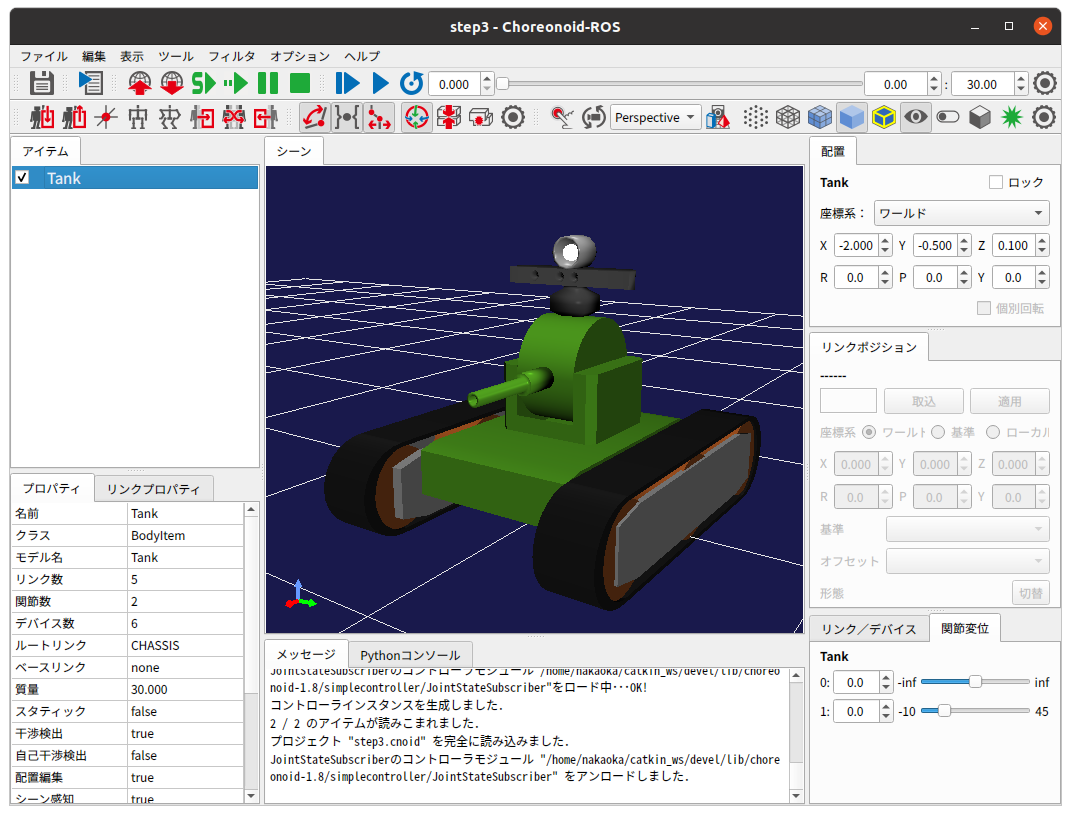 step3 - Choreonoid-ROS
ファイル 編集 表示 ツール フィルタ オプション ヘルプ
0.000 0.00 : 30.00
Perspective
アイテム
Tank
シーン
配置
Tank ロック
座標系： ワールド
X -2.000 Y -0.500 Z 0.100
R 0.0 P 0.0 Y 0.0
個別回転
リンクポジション
------
取込 適用
座標系 ワールド 基準 ローカル
X 0.000 Y 0.000 Z 0.000
R 0.0 P 0.0 Y 0.0
基準
オフセット
形態 切替
プロパティ リンクプロパティ
名前 Tank
クラス BodyItem
モデル名 Tank
リンク数 5
関節数 2
デバイス数 6
ルートリンク CHASSIS
ベースリンク none
質量 30.000
スタティック false
干渉検出 true
自己干渉検出 false
配置編集 true
シーン感知 true
メッセージ Pythonコンソール
JointStateSubscriberのコントローラモジュール "/home/nakaoka/catkin_ws/devel/lib/choreo
onoid-1.8/simplecontroller/JointStateSubscriber"をロード中･･･OK!
コントローラインスタンスを生成しました．
2 / 2 のアイテムが読みこまれました．
プロジェクト "step3.cnoid" を完全に読み込みました．
JointStateSubscriberのコントローラモジュール "/home/nakaoka/catkin_ws/devel/lib/chore
onoid-1.8/simplecontroller/JointStateSubscriber" をアンロードしました．
リンク／デバイス 関節変位
Tank
0: 0.0 -inf inf
1: 0.0 -10 45